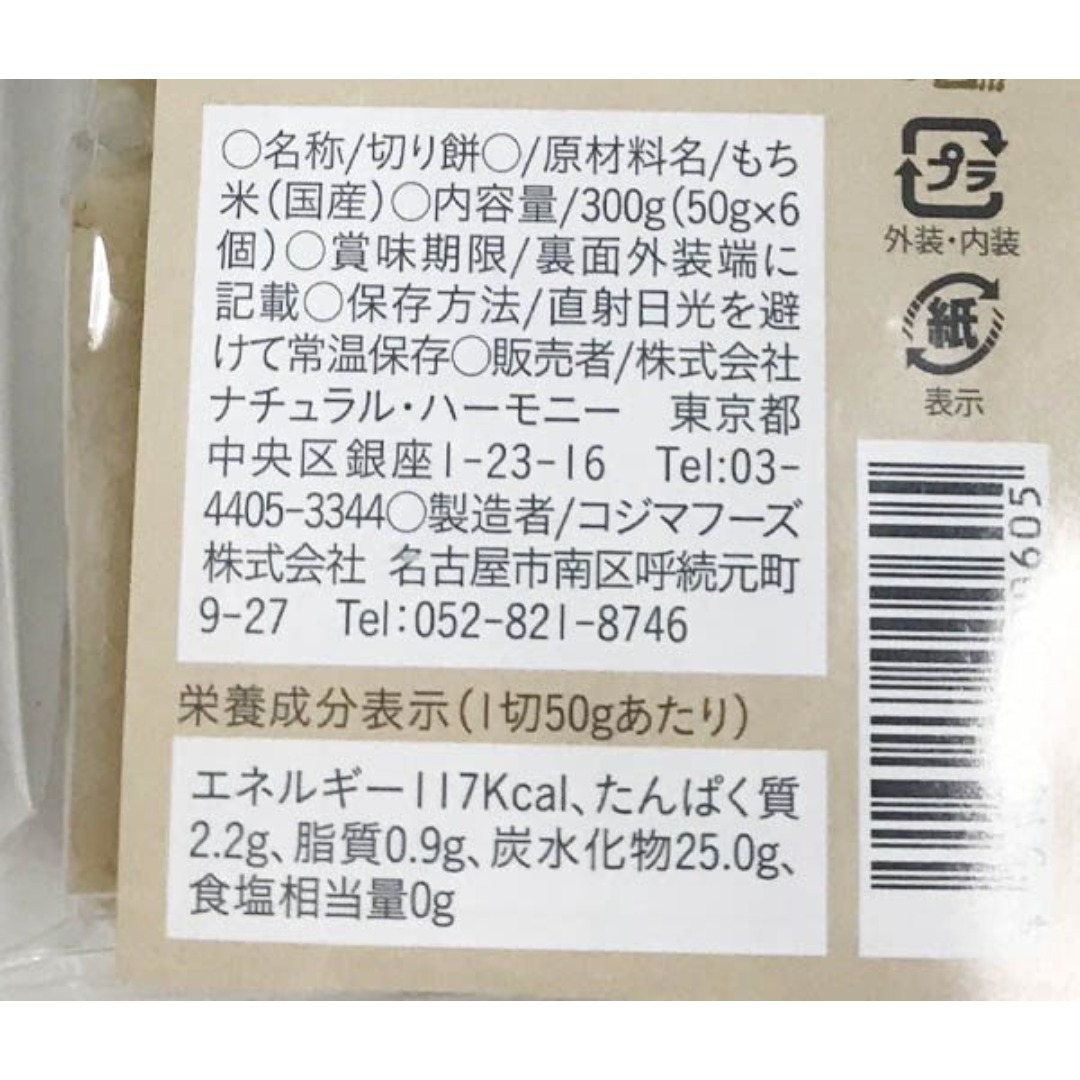 ○名称/切り餅○/原材料名/もち
米(国産)○内容量/300g(50g×6
個)○賞味期限/裏面外装端に
記載○保存方法/直射日光を避
けて常温保存○販売者/株式会社
ナチュラル・ハーモニー 東京都
中央区銀座1-23-16 Tel:03-
4405-3344○製造者/コジマフーズ
株式会社 名古屋市南区呼続元町
9-27 Tel:052-821-8746
栄養成分表示(1切50gあたり)
エネルギー117Kcal、たんぱく質
2.2g、脂質0.9g、炭水化物25.0g、
食塩相当量0g
プラ
外装・内装
紙
表示